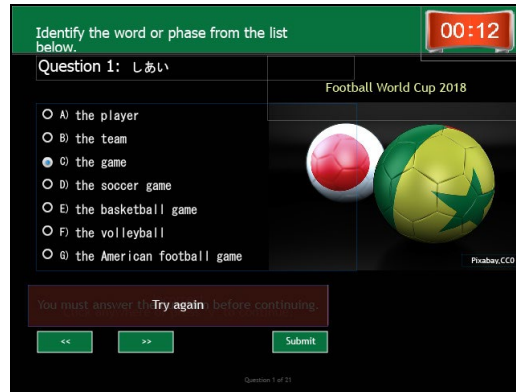 Identify the word or phase from the list
below.
00:12
Question 1: しあい
Football World Cup 2018
A) the player
B) the team
C) the game
D) the soccer game
E) the basketball game
F) the volleyball
G) the American football game
Pixabay,CC0
You must answer the before continuing.
Try again
<<
>>
Submit
Question 1 of 21